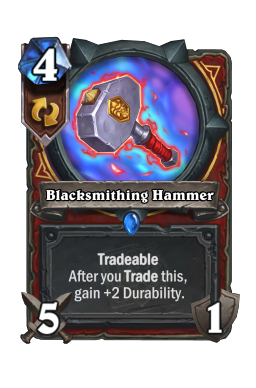 4
Blacksmithing Hammer
Tradeable
After you Trade this,
gain +2 Durability.
5 1